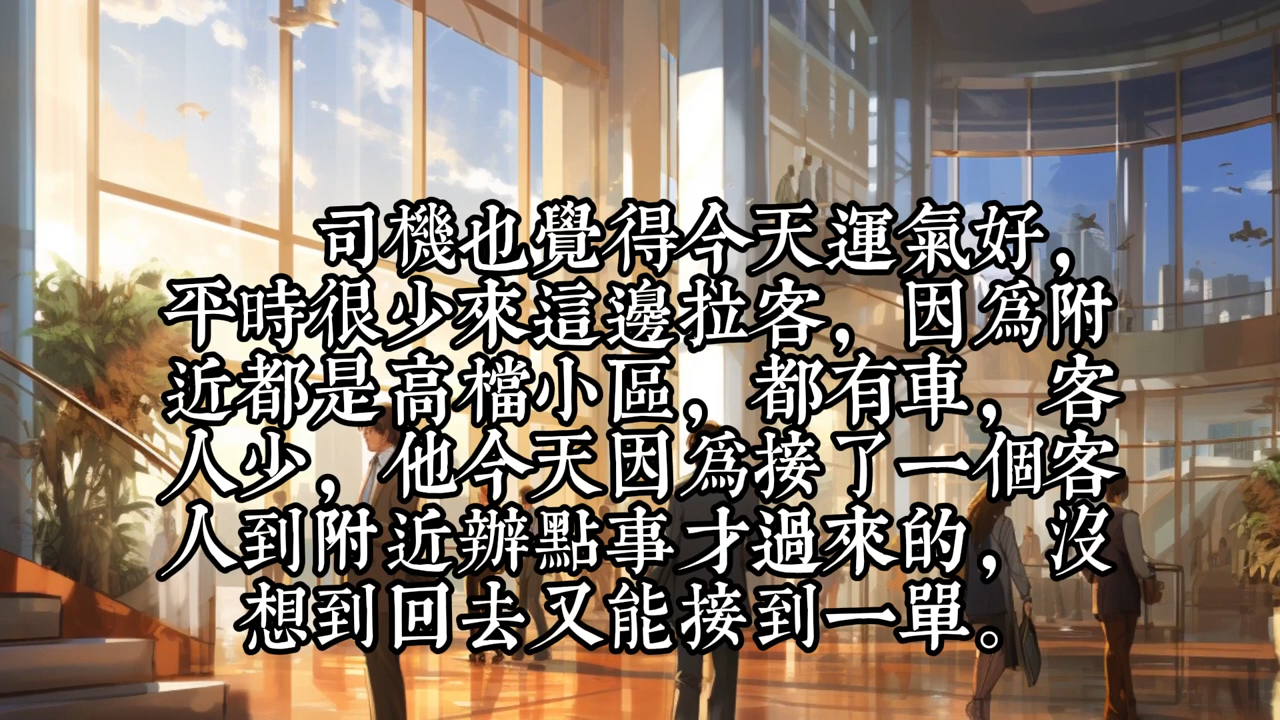 司機也覺得今天運氣好，
平時很少來這邊拉客，因爲附
近都是高檔小區，都有車，客
人少，他今天因爲接了一個客
人到附近辦點事才過來的，沒
想到回去又能接到一單。